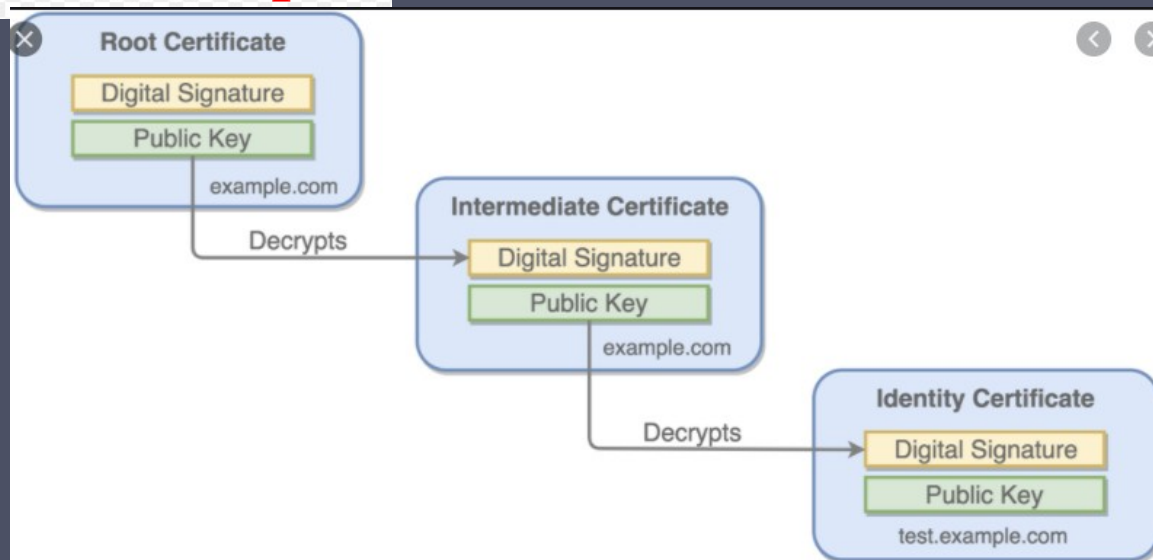 Root Certificate
Digital Signature
Public Key
example.com
Decrypts
Intermediate Certificate
Digital Signature
Public Key
example.com
Decrypts
Identity Certificate
Digital Signature
Public Key
test.example.com